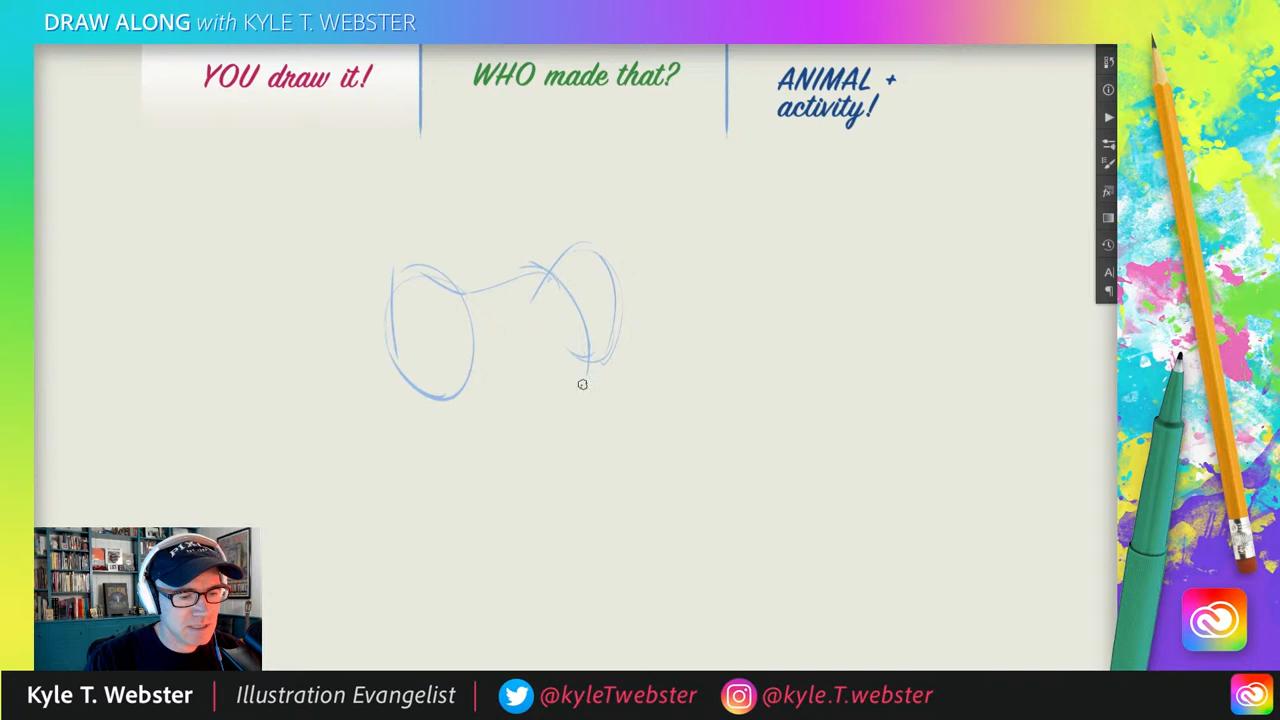 DRAW ALONG with KYLE T. WEBSTER
YOU draw it!
WHO made that?
ANIMAL +
activity!
Kyle T. Webster | Illustration Evangelist | @kyleTwebster @kyle.T.webster